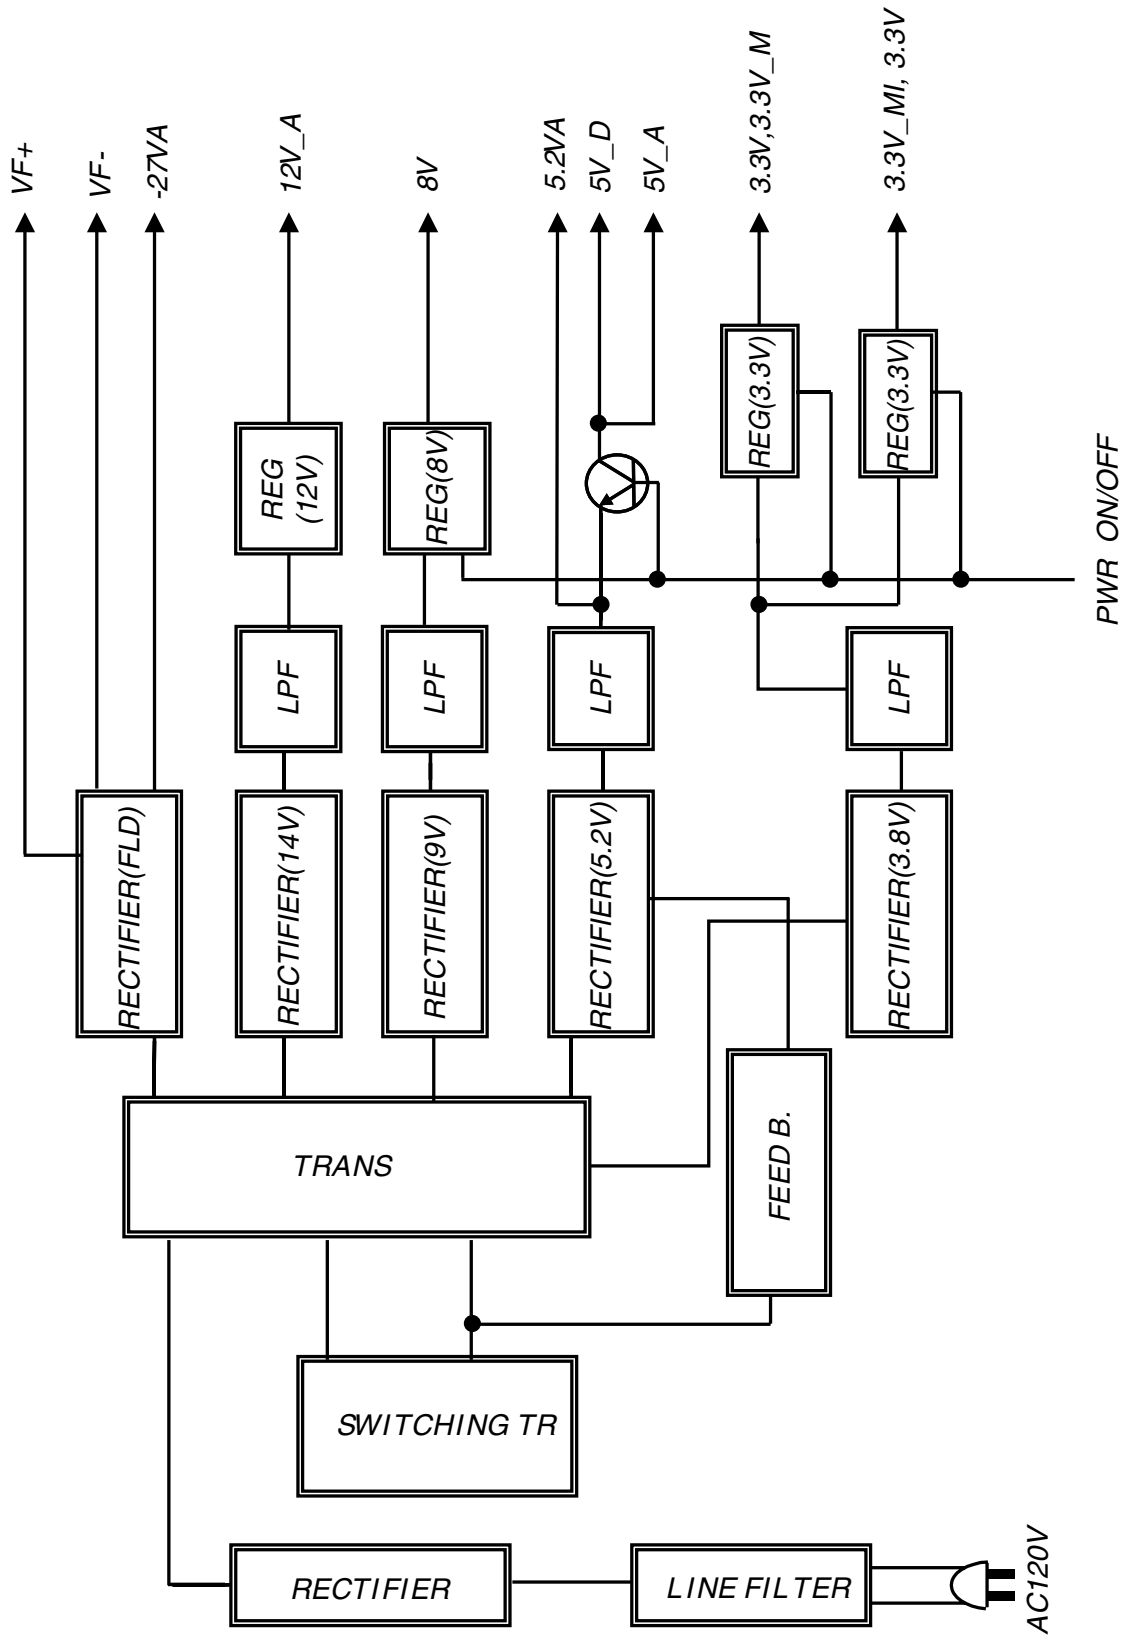 VF+
VF-
-27VA
12V_A
8V
5.2VA
5V_D
5V_A
3.3V,3.3V_M
3.3V_MI, 3.3V
REG
(12V)
REG(8V)
REG(3.3V)
REG(3.3V)
PWR ON/OFF
LPF
LPF
LPF
LPF
RECTIFIER(FLD)
RECTIFIER(14V)
RECTIFIER(9V)
RECTIFIER(5.2V)
RECTIFIER(3.8V)
TRANS
FEED B.
SWITCHING TR
RECTIFIER
LINE FILTER
AC120V